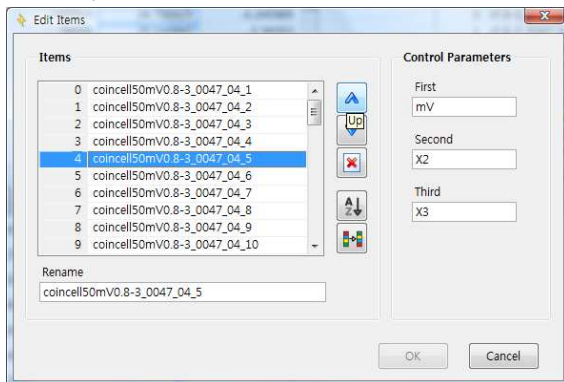 Edit Items
Items
0 coincell50mV0.8-3_0047_04_1
1 coincell50mV0.8-3_0047_04_2
2 coincell50mV0.8-3_0047_04_3
3 coincell50mV0.8-3_0047_04_4
4 coincell50mV0.8-3_0047_04_5
5 coincell50mV0.8-3_0047_04_6
6 coincell50mV0.8-3_0047_04_7
7 coincell50mV0.8-3_0047_04_8
8 coincell50mV0.8-3_0047_04_9
9 coincell50mV0.8-3_0047_04_10
Up
A
Z
Rename
coincell50mV0.8-3_0047_04_5
Control Parameters
First
mV
Second
X2
Third
X3
OK
Cancel